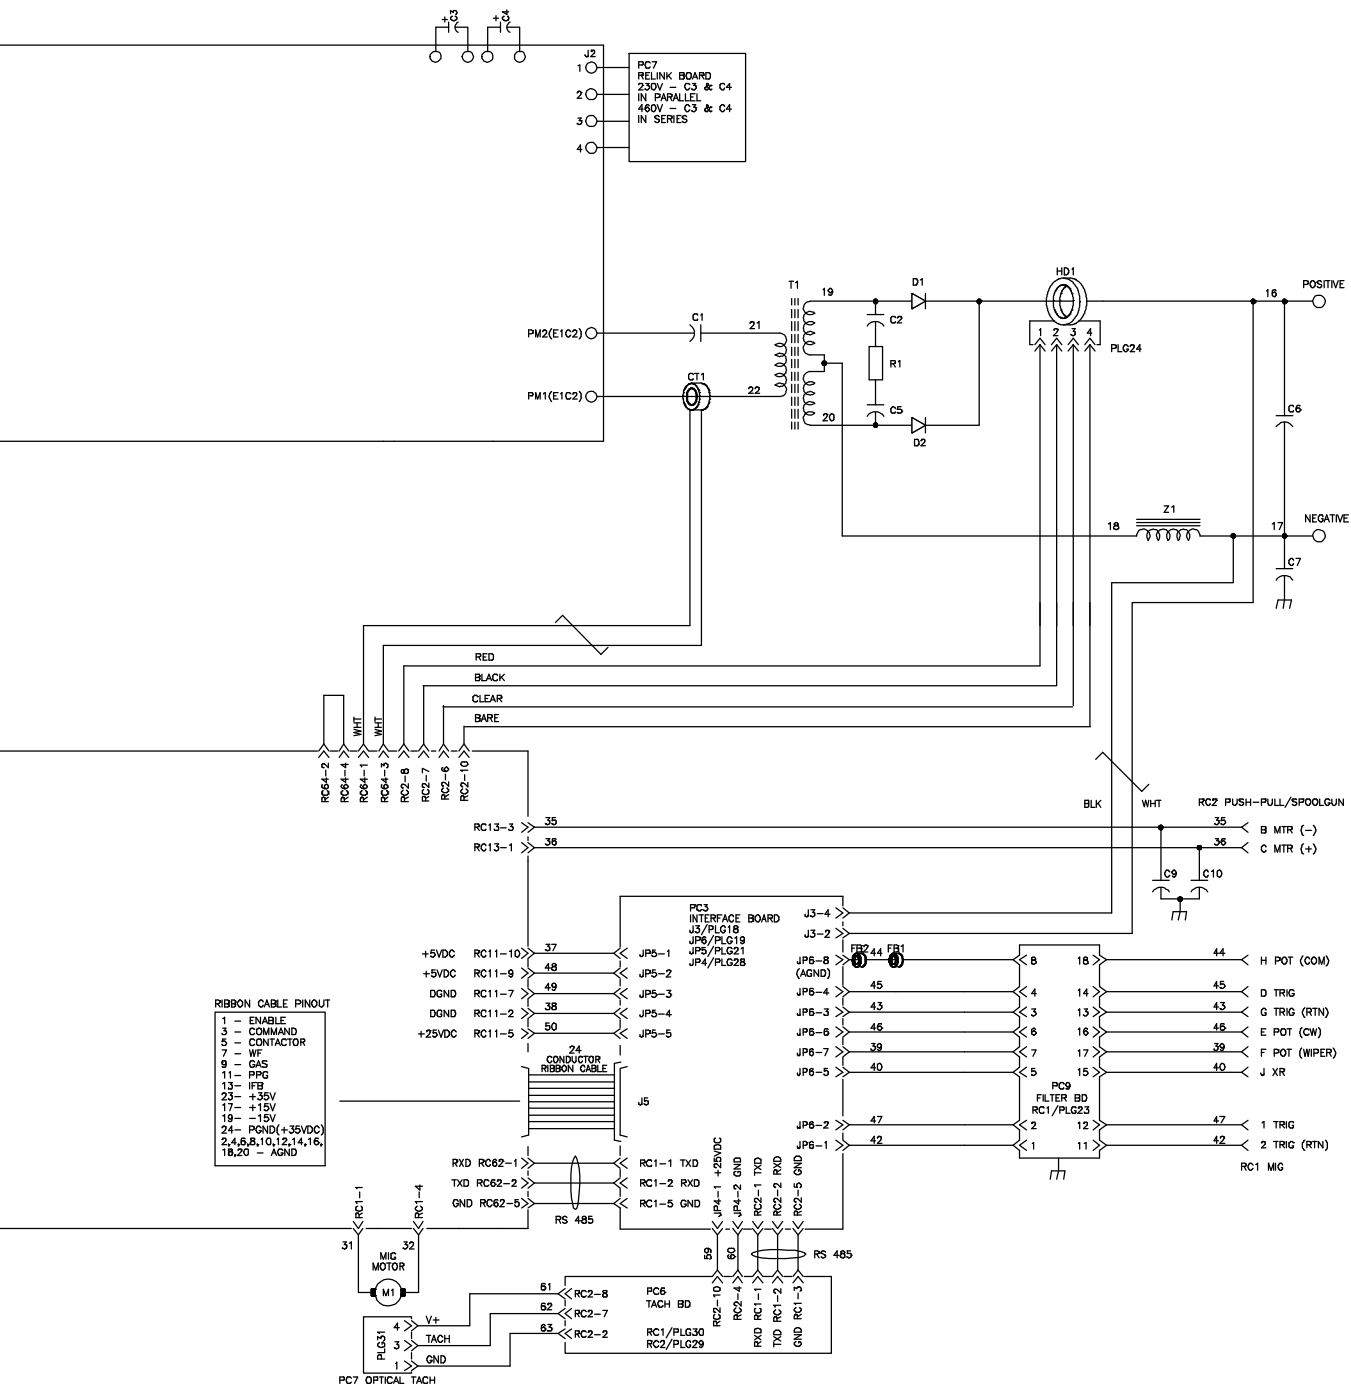 C3
+
C4
+
J2
1
2
3
4
PC7
RELINK BOARD
230V - C3 & C4
IN PARALLEL
460V - C3 & C4
IN SERIES
PM2(E1C2)
C1
21
PM1(E1C2)
CT1
22
T1
19
20
D1
C2
R1
C5
D2
HD1
1 2 3 4
PLG24
16
POSITIVE
C6
18
Z1
17
NEGATIVE
C7
RED
BLACK
CLEAR
BARE
WHT
WHT
RC64-2
RC64-4
RC64-1
RC64-3
RC2-8
RC2-7
RC2-6
RC2-10
BLK
WHT
RC2 PUSH-PULL/SPOOLGUN
RC13-3 35
35 B MTR (-)
RC13-1 36
36 C MTR (+)
C9
C10
PC3
INTERFACE BOARD
J3/PLG18
JP6/PLG19
JP5/PLG21
JP4/PLG28
J3-4
J3-2
FB2 44 FB1
JP6-8
(AGND)
8
18
44 H POT (COM)
JP6-4 45 4
14 45 D TRIG
JP6-3 43 3
13 43 G TRIG (RTN)
JP6-6 46 6
16 46 E POT (CW)
JP6-7 39 7
17 39 F POT (WIPER)
JP6-5 40 5
15 40 J XR
PC9
FILTER BD
RC1/PLG23
JP6-2 47 2
12 47 1 TRIG
JP6-1 42 1
11 42 2 TRIG (RTN)
RC1 MIG
+5VDC RC11-10 37 JP5-1
+5VDC RC11-9 48 JP5-2
DGND RC11-7 49 JP5-3
DGND RC11-2 38 JP5-4
+25VDC RC11-5 50 JP5-5
24
CONDUCTOR
RIBBON CABLE
J5
RIBBON CABLE PINOUT
1 - ENABLE
3 - COMMAND
5 - CONTACTOR
7 - WF
9 - GAS
11- PPG
13- IFB
23- +35V
17- +15V
19- -15V
24- PGND(+35VDC)
2,4,6,8,10,12,14,16,
18,20 - AGND
RXD RC62-1
RC1-1 TXD
TXD RC62-2
RC1-2 RXD
GND RC62-5
RC1-5 GND
RS 485
JP4-1 +25VDC
JP4-2 GND
RC2-1 TXD
RC2-2 RXD
RC2-5 GND
59
60
RS 485
RC1-1
RC1-4
31
32
MIG
MOTOR
M1
61 RC2-8
62 RC2-7
63 RC2-2
PC6
TACH BD
RC1/PLG30
RC2/PLG29
RC2-10
RC2-4
RXD RC1-1
TXD RC1-2
GND RC1-3
PLG31
4 V+
3 TACH
1 GND
PC7 OPTICAL TACH